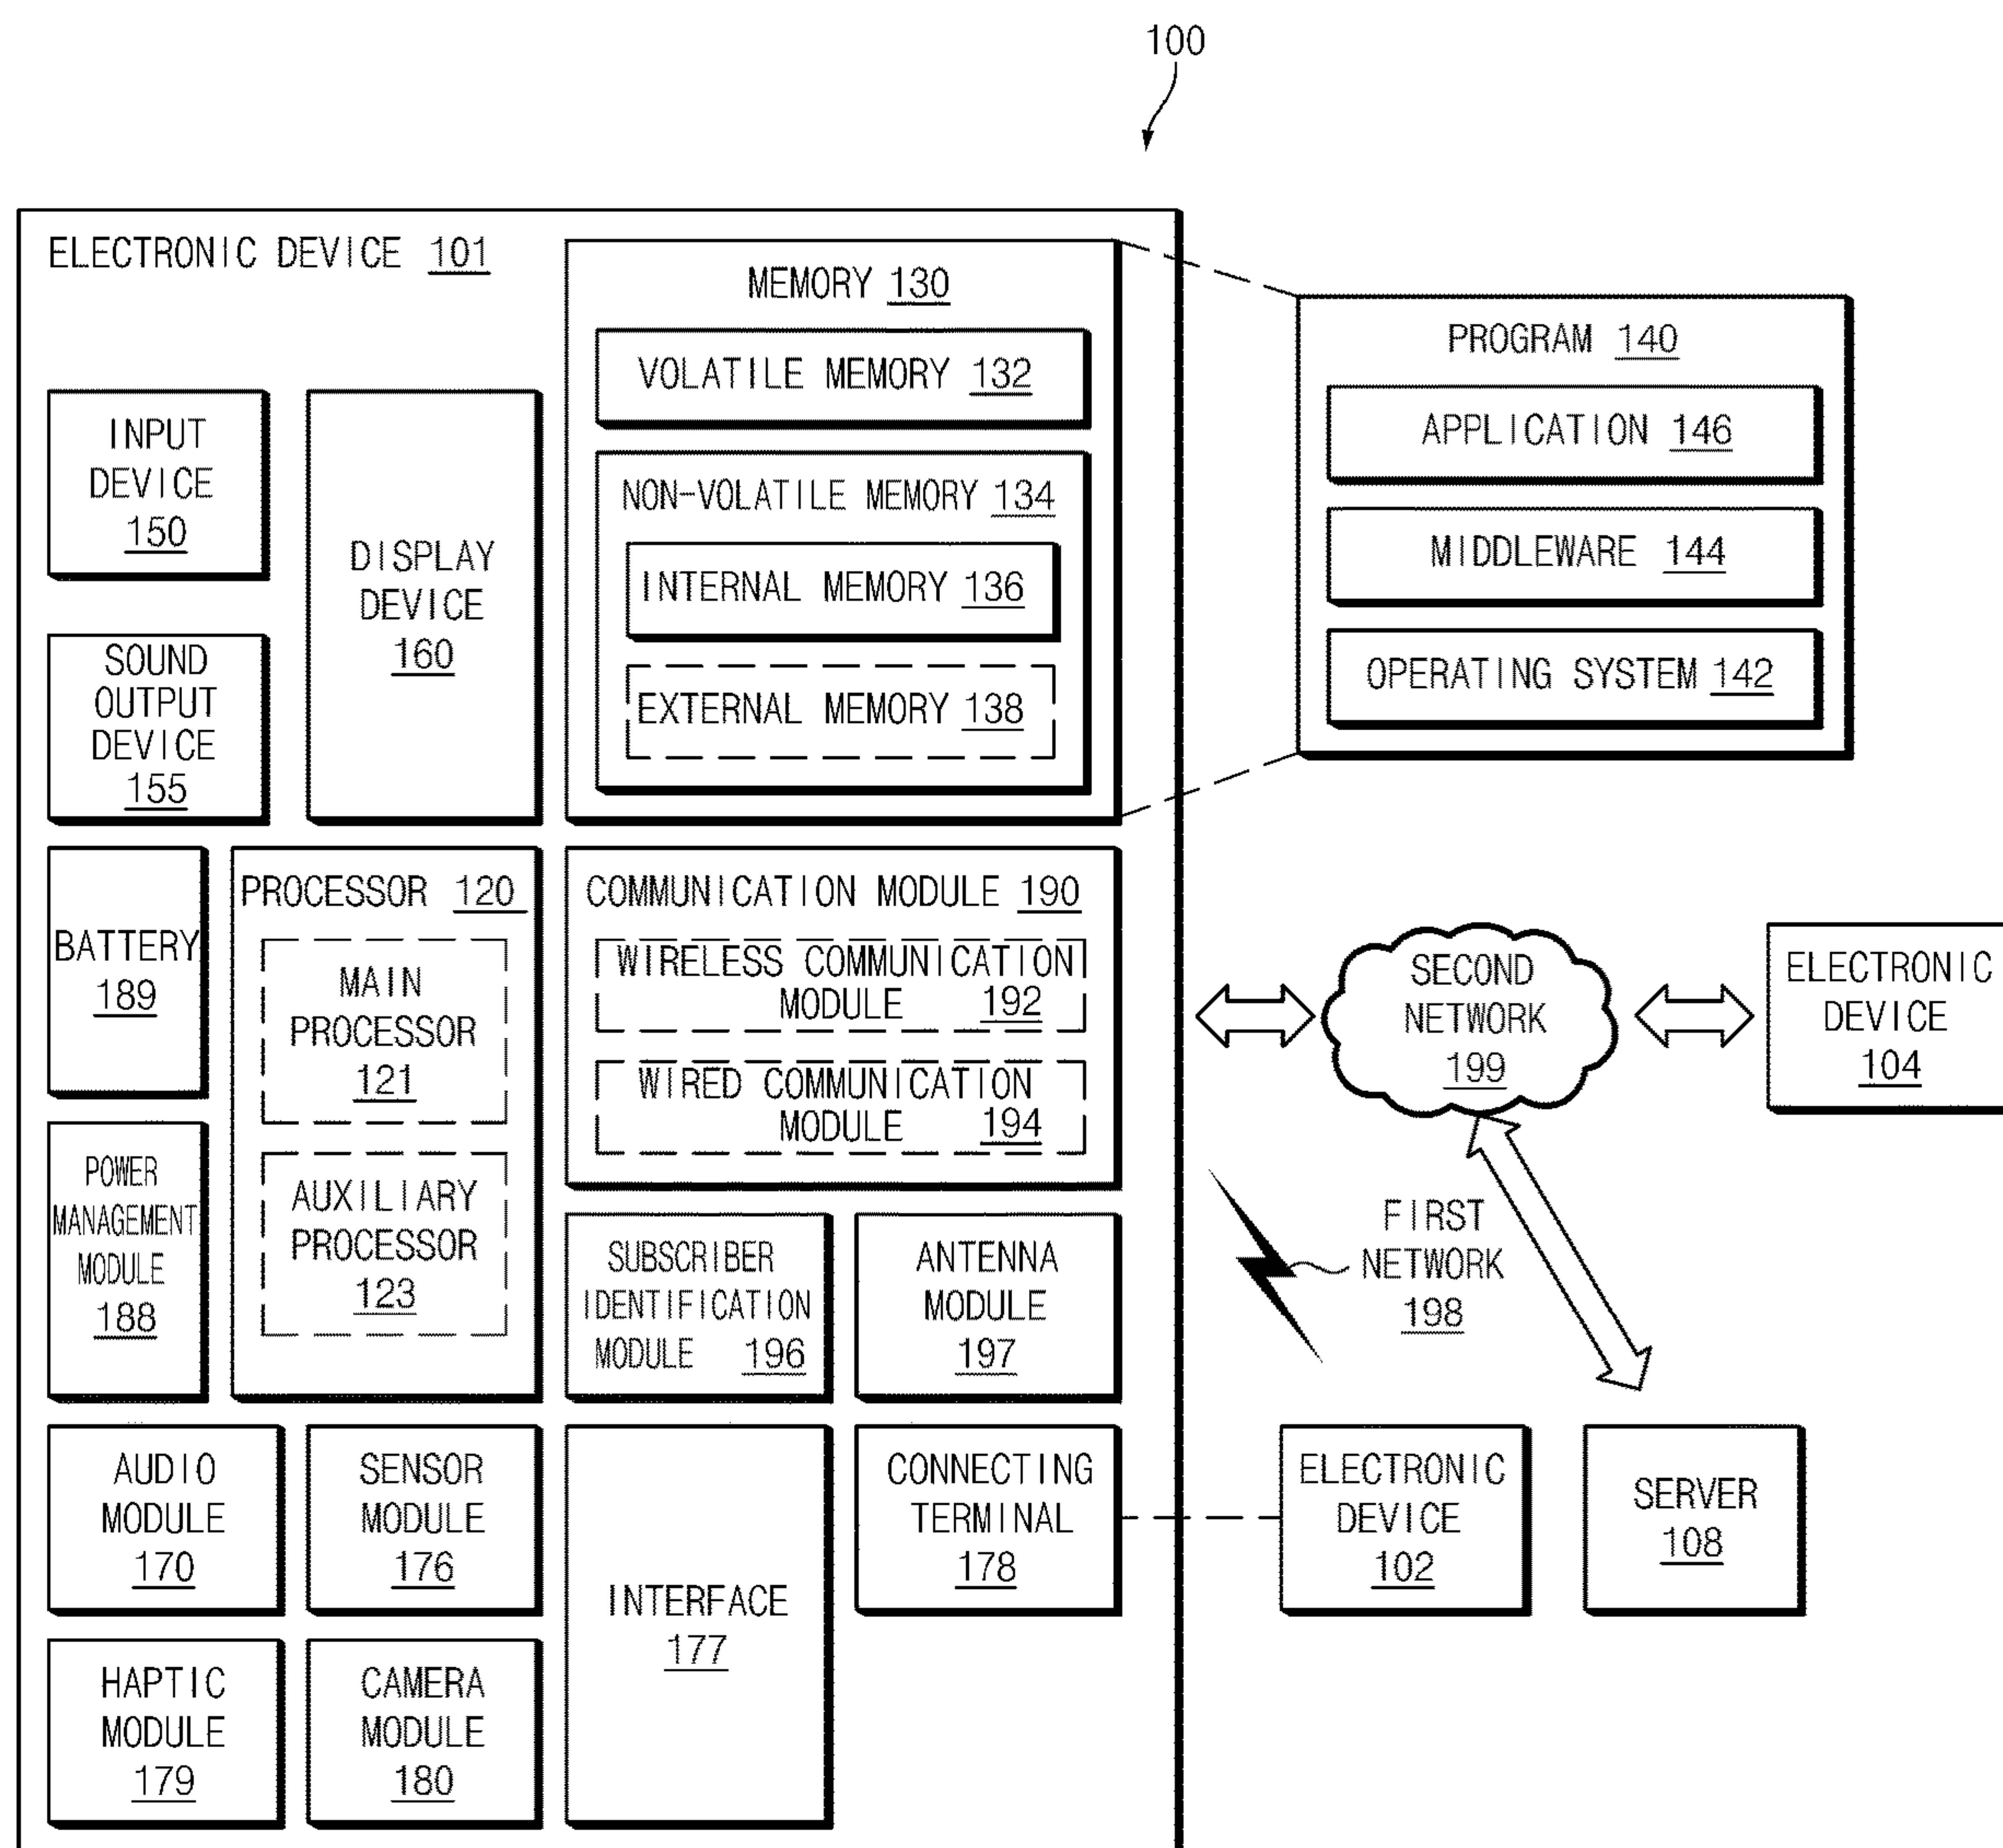 100
ELECTRONIC DEVICE 101
INPUT
DEVICE
150
SOUND
OUTPUT
DEVICE
155
DISPLAY
DEVICE
160
MEMORY 130
VOLATILE MEMORY 132
NON-VOLATILE MEMORY 134
INTERNAL MEMORY 136
EXTERNAL MEMORY 138
PROGRAM 140
APPLICATION 146
MIDDLEWARE 144
OPERATING SYSTEM 142
BATTERY
189
POWER
MANAGEMENT
MODULE
188
PROCESSOR 120
MAIN
PROCESSOR
121
AUXILIARY
PROCESSOR
123
COMMUNICATION MODULE 190
WIRELESS COMMUNICATION
MODULE 192
WIRED COMMUNICATION
MODULE 194
SUBSCRIBER
IDENTIFICATION
MODULE 196
ANTENNA
MODULE
197
SECOND
NETWORK
199
ELECTRONIC
DEVICE
104
FIRST
NETWORK
198
AUDIO
MODULE
170
SENSOR
MODULE
176
INTERFACE
177
CONNECTING
TERMINAL
178
ELECTRONIC
DEVICE
102
SERVER
108
HAPTIC
MODULE
179
CAMERA
MODULE
180